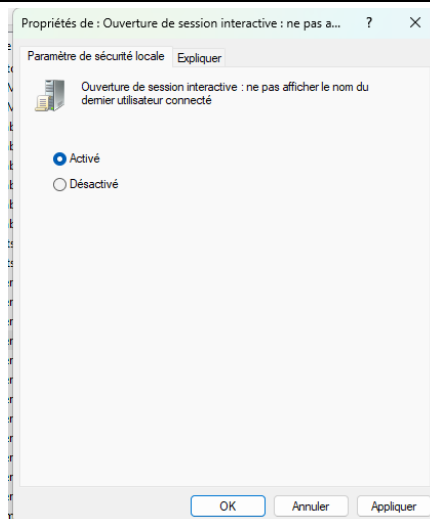 Propriétés de : Ouverture de session interactive : ne pas a... ? ×
Paramètre de sécurité locale Expliquer
Ouverture de session interactive : ne pas afficher le nom du
dernier utilisateur connecté
Activé
Désactivé
OK Annuler Appliquer